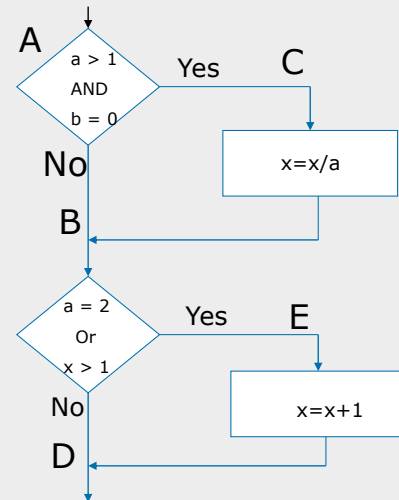 A
a > 1
AND
b = 0
Yes
C
x=x/a
No
B
a = 2
Or
x > 1
Yes
E
x=x+1
No
D